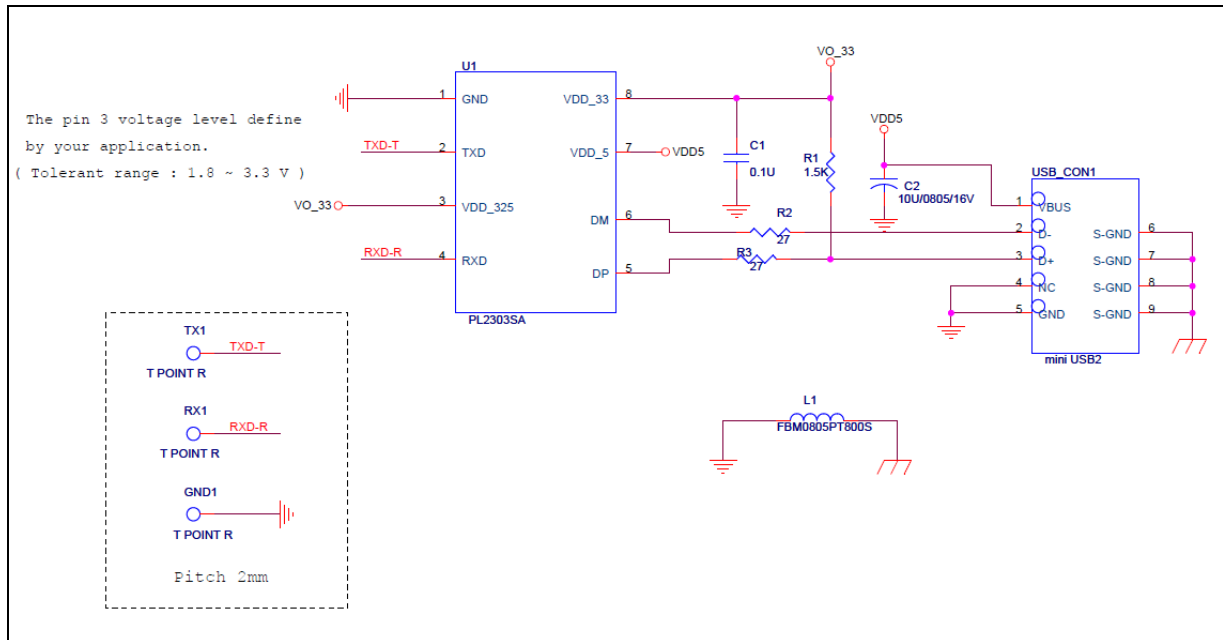 The pin 3 voltage level define
by your application.
( Tolerant range : 1.8 ~ 3.3 V )
U1
1 GND
VDD_33 8
TXD-T 2 TXD
VDD_5 7 VDD5
VO_33 3 VDD_325
DM 6
RXD-R 4 RXD
DP 5
PL2303SA
VO_33
C1
0.1U
R1
1.5K
R2
27
R3
27
VDD5
C2
10U/0805/16V
USB_CON1
1 VBUS
2 D-
S-GND 6
3 D+
S-GND 7
4 NC
S-GND 8
5 GND
S-GND 9
mini USB2
TX1
TXD-T
T POINT R
RX1
RXD-R
T POINT R
GND1
T POINT R
Pitch 2mm
L1
FBM0805PT800S